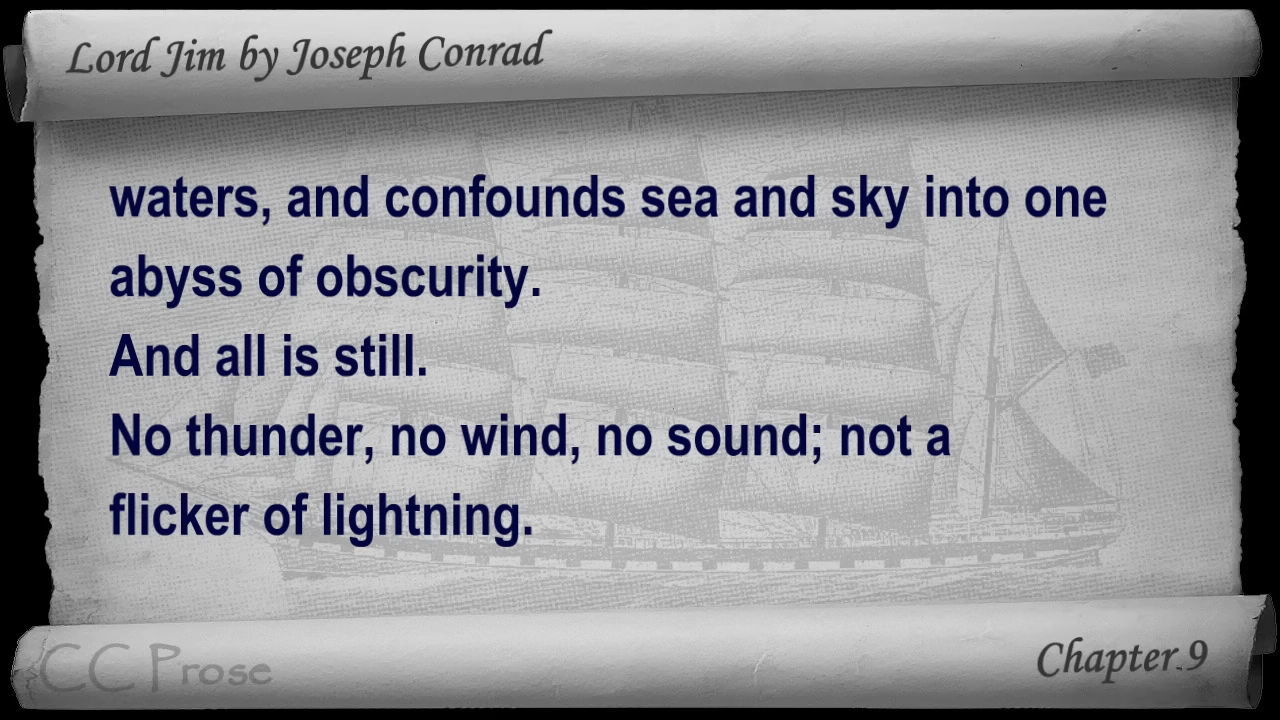 Lord Jim by Joseph Conrad
waters, and confounds sea and sky into one
abyss of obscurity.
And all is still.
No thunder, no wind, no sound; not a
flicker of lightning.
CC Prose
Chapter 9